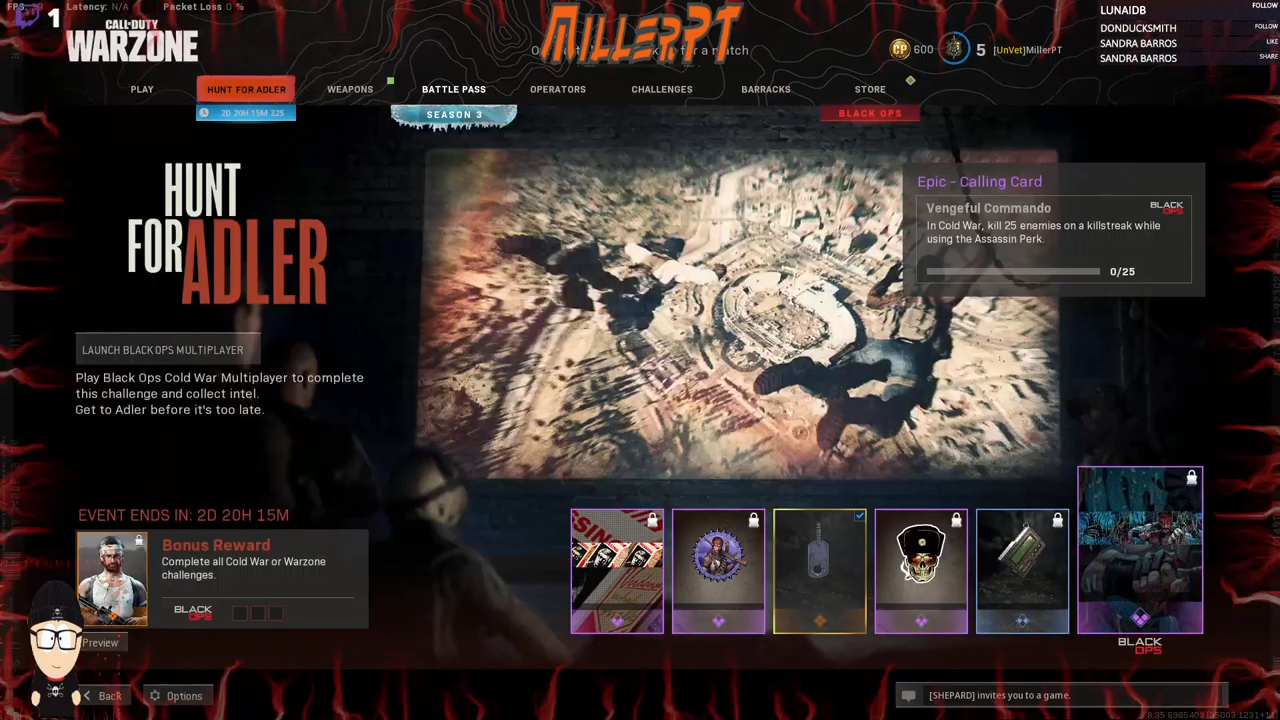 FPS:
Latency: N/A
Packet Loss 0 %
1
CALL OF DUTY
WARZONE
MILLERPT
for a match
600
5
[UnVet]MillerPT
LUNAIDB
FOLLOW
DONDUCKSMITH
FOLLOW
SANDRA BARROS
LIKE
SANDRA BARROS
SHARE
PLAY
HUNT FOR ADLER
WEAPONS
BATTLE PASS
OPERATORS
CHALLENGES
BARRACKS
STORE
2D 20H 15M 32S
SEASON 3
BLACK OPS
HUNT
FOR ADLER
Epic - Calling Card
Vengeful Commando
BLACK
OPS
In Cold War, kill 25 enemies on a killstreak while
using the Assassin Perk.
0/25
LAUNCH BLACK OPS MULTIPLAYER
Play Black Ops Cold War Multiplayer to complete
this challenge and collect intel.
Get to Adler before it's too late.
EVENT ENDS IN: 2D 20H 15M
Bonus Reward
Complete all Cold War or Warzone
challenges.
BLACK
OPS
Preview
BLACK
OPS
Back
Options
[SHEPARD] invites you to a game.